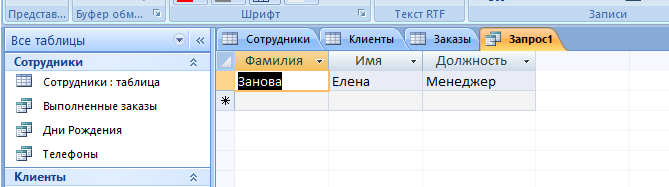 Представ... Буфер обм... Шрифт Текст RTF Записи
Все таблицы
Сотрудники Клиенты Заказы Запрос1
Сотрудники
Фамилия Имя Должность
Сотрудники : таблица
Занова Елена Менеджер
Выполненные заказы
Дни Рождения
Телефоны
Клиенты